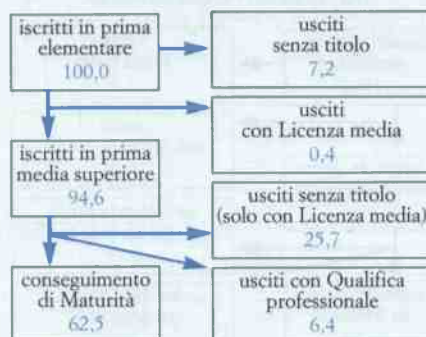 iscritti in prima
elementare
100,0
usciti
senza titolo
7,2
usciti
con Licenza media
0,4
iscritti in prima
media superiore
94,6
usciti senza titolo
(solo con Licenza media)
25,7
conseguimento
di Maturità
62,5
usciti con Qualifica
professionale
6,4